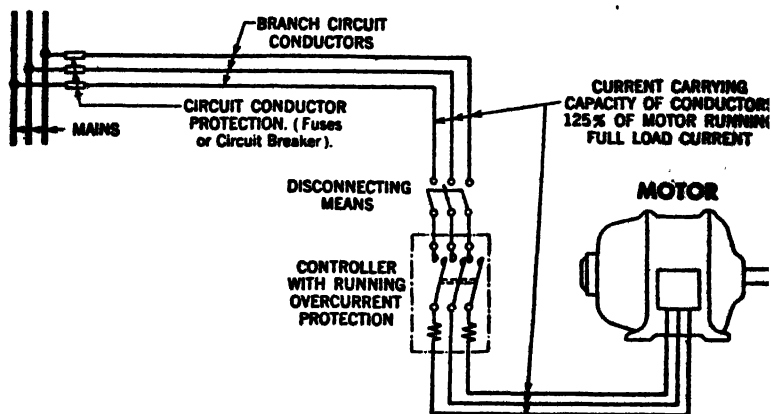 BRANCH CIRCUIT
CONDUCTORS
CIRCUIT CONDUCTOR
PROTECTION. (Fuses
or Circuit Breaker).
MAINS
CURRENT CARRYING
CAPACITY OF CONDUCTORS
125% OF MOTOR RUNNING
FULL LOAD CURRENT
DISCONNECTING
MEANS
MOTOR
CONTROLLER
WITH RUNNING
OVERCURRENT
PROTECTION